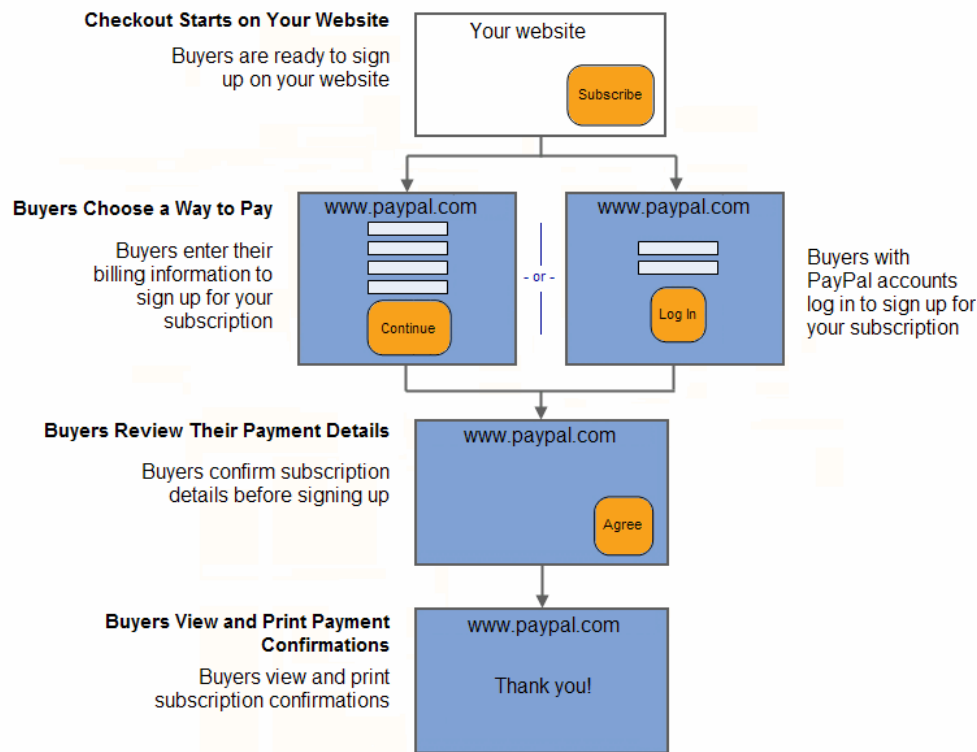 Checkout Starts on Your Website
Buyers are ready to sign
up on your website
Your website
Subscribe
Buyers Choose a Way to Pay
Buyers enter their
billing information to
sign up for your
subscription
www.paypal.com
Continue
- or -
www.paypal.com
Log In
Buyers with
PayPal accounts
log in to sign up for
your subscription
Buyers Review Their Payment Details
Buyers confirm subscription
details before signing up
www.paypal.com
Agree
Buyers View and Print Payment
Confirmations
Buyers view and print
subscription confirmations
www.paypal.com
Thank you!